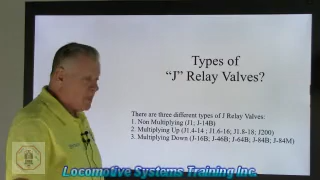 Types of
"J" Relay Valves?
There are three different types of J Relay Valves:
1. Non Multiplying (J1; J-14B)
2. Multiplying Up (J1.4-14 ; J1.6-16; J1.8-18; J200)
3. Multiplying Down (J-16B; J-46B; J-64B; J-84B; J-84M)
Locomotive Systems Training Inc.